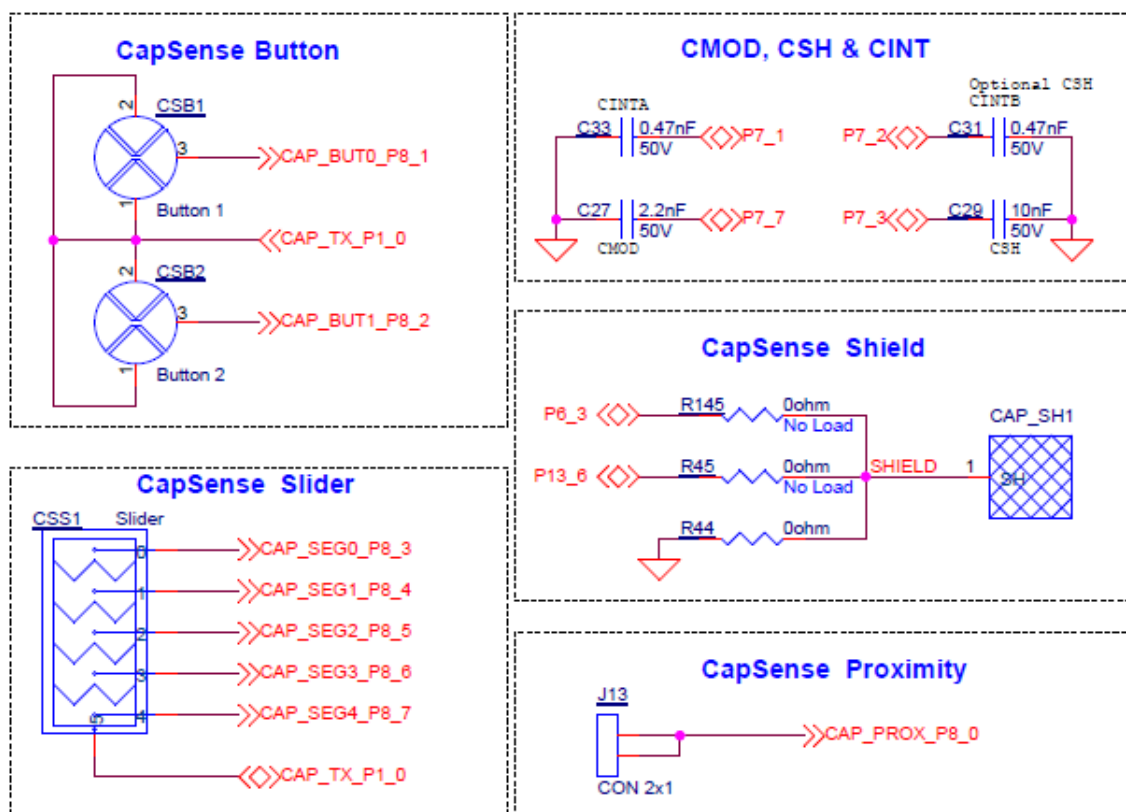 CapSense Button
2
CSB1
3
CAP_BUT0_P8_1
1
Button 1
CAP_TX_P1_0
2
CSB2
3
CAP_BUT1_P8_2
1
Button 2
CMOD, CSH & CINT
CINTA
C33
0.47nF
50V
P7_1
Optional CSH
CINTB
P7_2
C31
0.47nF
50V
C27
2.2nF
50V
CMOD
P7_7
P7_3
C29
10nF
50V
CSH
CapSense Shield
P6_3
R145
0ohm
No Load
P13_6
R45
0ohm
No Load
R44
0ohm
SHIELD
1
CAP_SH1
SH
CapSense Slider
CSS1
Slider
0
CAP_SEG0_P8_3
1
CAP_SEG1_P8_4
2
CAP_SEG2_P8_5
3
CAP_SEG3_P8_6
4
CAP_SEG4_P8_7
5
CAP_TX_P1_0
CapSense Proximity
J13
CAP_PROX_P8_0
CON 2x1